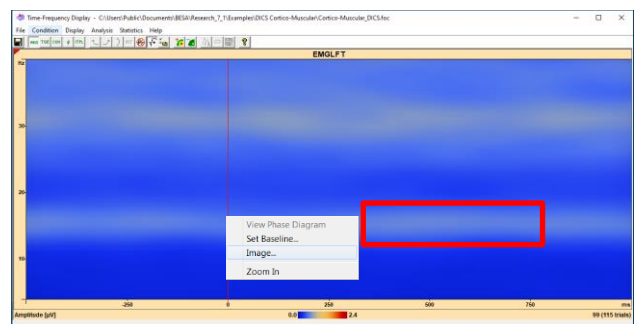 Time-Frequency Display - C:\Users\Public\Documents\BESA\Research_7_1\Examples\DICS Cortico-Muscular\Cortico-Muscular_DICS.foc
File Condition Display Analysis Statistics Help
EMGLFT
Hz
30
20
10
View Phase Diagram
Set Baseline...
Image...
Zoom In
-250 0 250 500 750 ms
Amplitude [µV] 0.0 2.4 99 (115 trials)